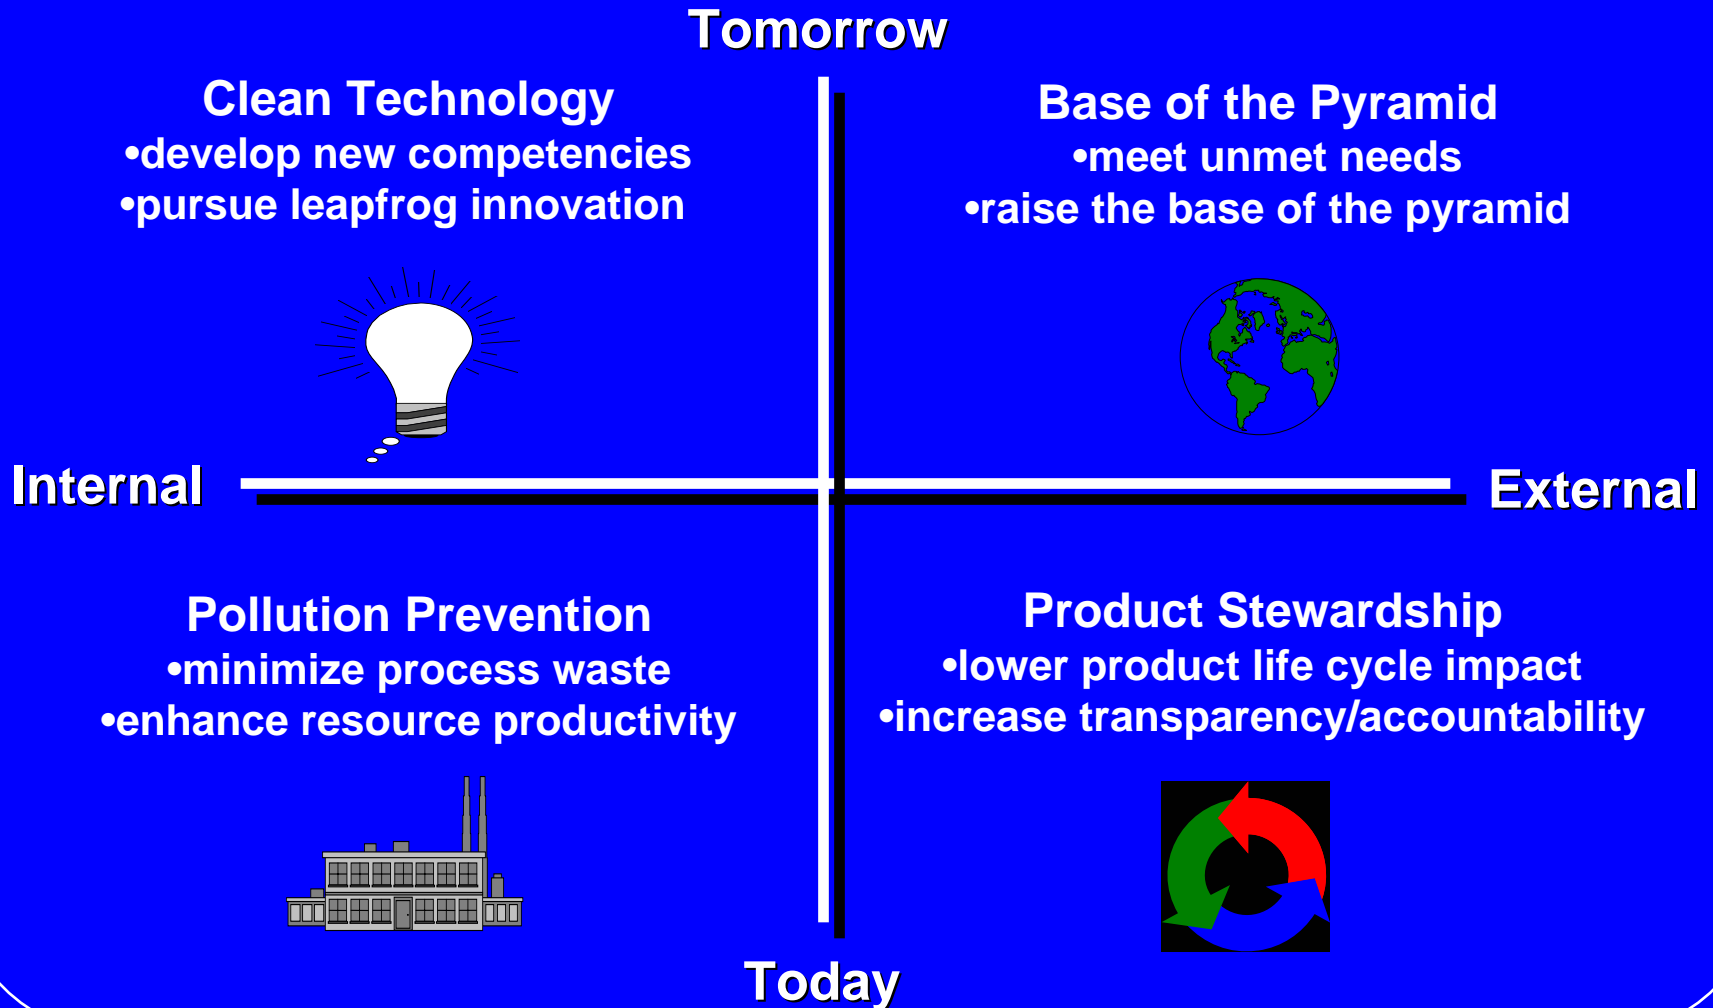 Tomorrow
Clean Technology
•develop new competencies
•pursue leapfrog innovation
Base of the Pyramid
•meet unmet needs
•raise the base of the pyramid
Internal
External
Pollution Prevention
•minimize process waste
•enhance resource productivity
Product Stewardship
•lower product life cycle impact
•increase transparency/accountability
Today